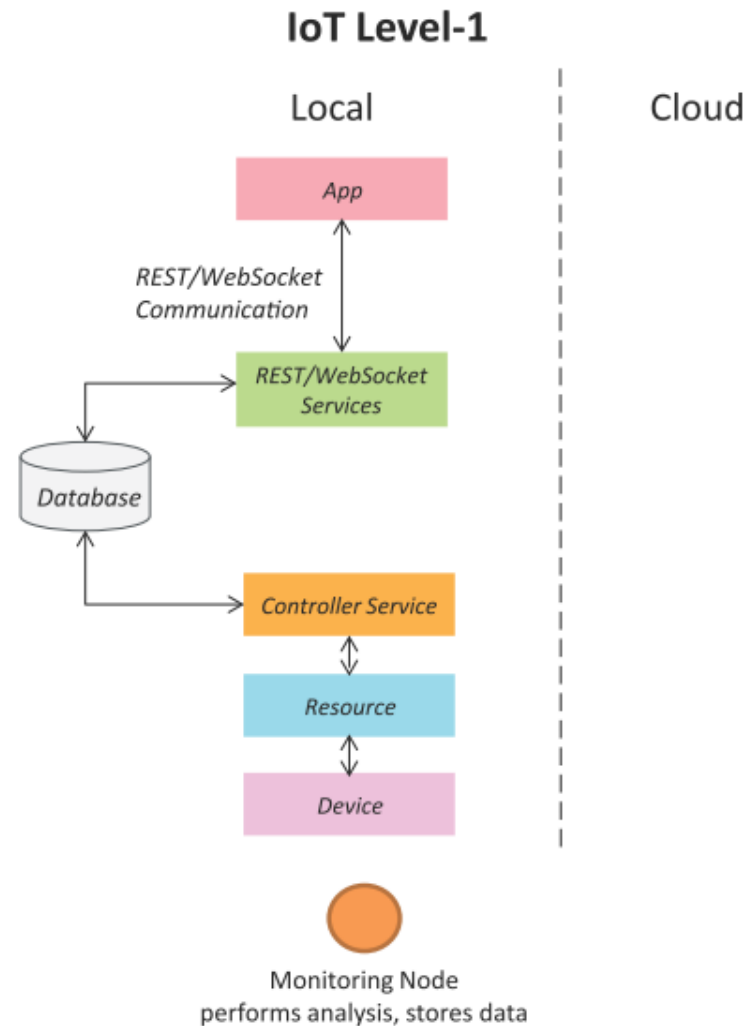 IoT Level-1
Local
Cloud
App
REST/WebSocket
Communication
REST/WebSocket
Services
Database
Controller Service
Resource
Device
Monitoring Node
performs analysis, stores data